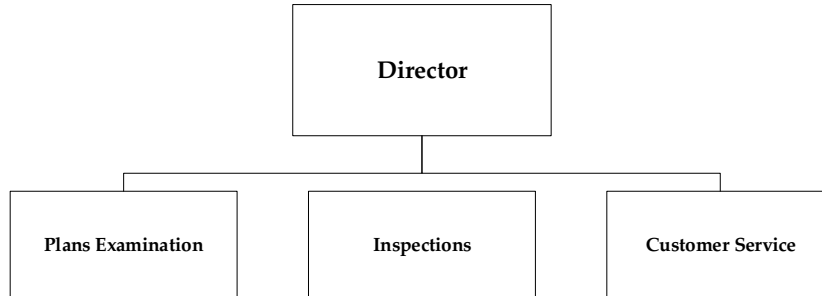 Director
Plans Examination
Inspections
Customer Service